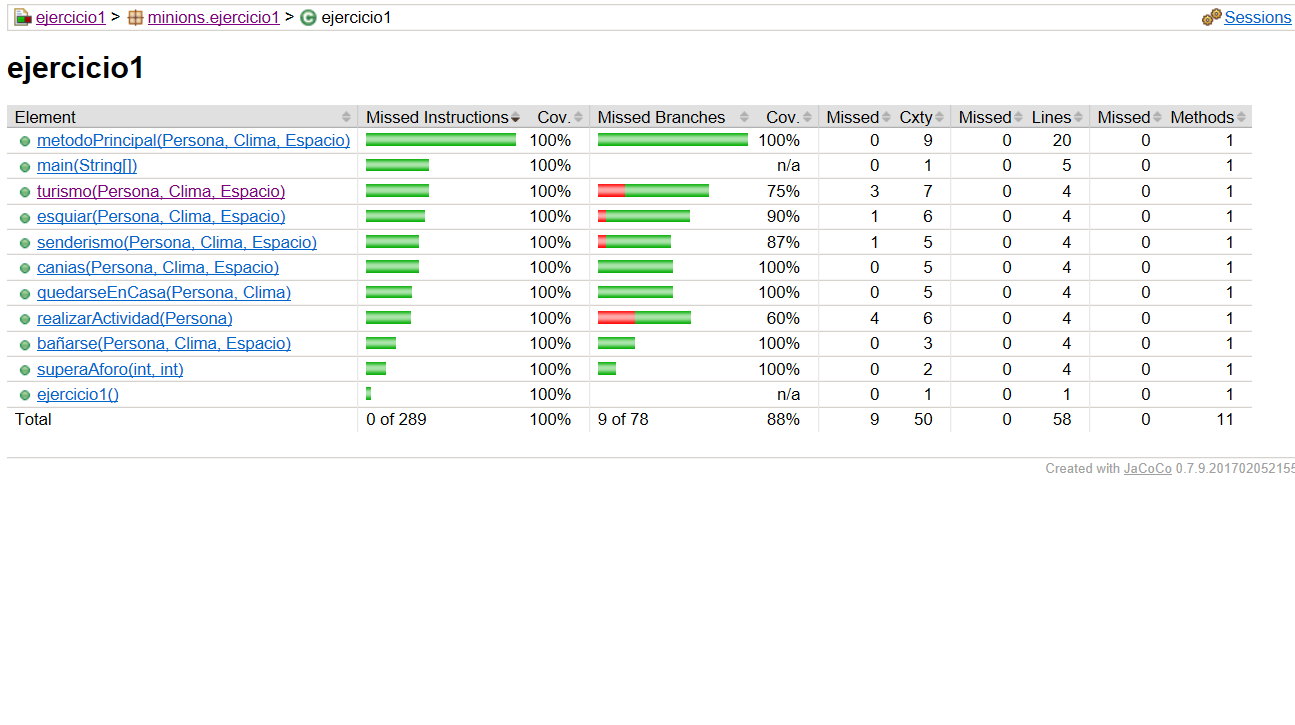 ejercicio1 > minions.ejercicio1 > ejercicio1 Sessions
ejercicio1
Element Missed Instructions Cov. Missed Branches Cov. Missed Cxty Missed Lines Missed Methods
metodoPrincipal(Persona, Clima, Espacio) 100% 100% 0 9 0 20 0 1
main(String[]) 100% n/a 0 1 0 5 0 1
turismo(Persona, Clima, Espacio) 100% 75% 3 7 0 4 0 1
esquiar(Persona, Clima, Espacio) 100% 90% 1 6 0 4 0 1
senderismo(Persona, Clima, Espacio) 100% 87% 1 5 0 4 0 1
canias(Persona, Clima, Espacio) 100% 100% 0 5 0 4 0 1
quedarseEnCasa(Persona, Clima) 100% 100% 0 5 0 4 0 1
realizarActividad(Persona) 100% 60% 4 6 0 4 0 1
bañarse(Persona, Clima, Espacio) 100% 100% 0 3 0 4 0 1
superaAforo(int, int) 100% 100% 0 2 0 4 0 1
ejercicio1() 100% n/a 0 1 0 1 0 1
Total 0 of 289 100% 9 of 78 88% 9 50 0 58 0 11
Created with JaCoCo 0.7.9.201702052155